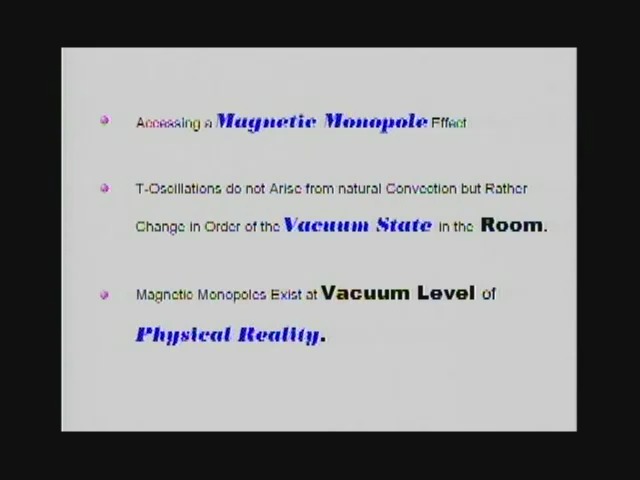 Accessing a Magnetic Monopole Effect
T-Oscillations do not Arise from natural Convection but Rather
Change in Order of the Vacuum State in the Room.
Magnetic Monopoles Exist at Vacuum Level of
Physical Reality.